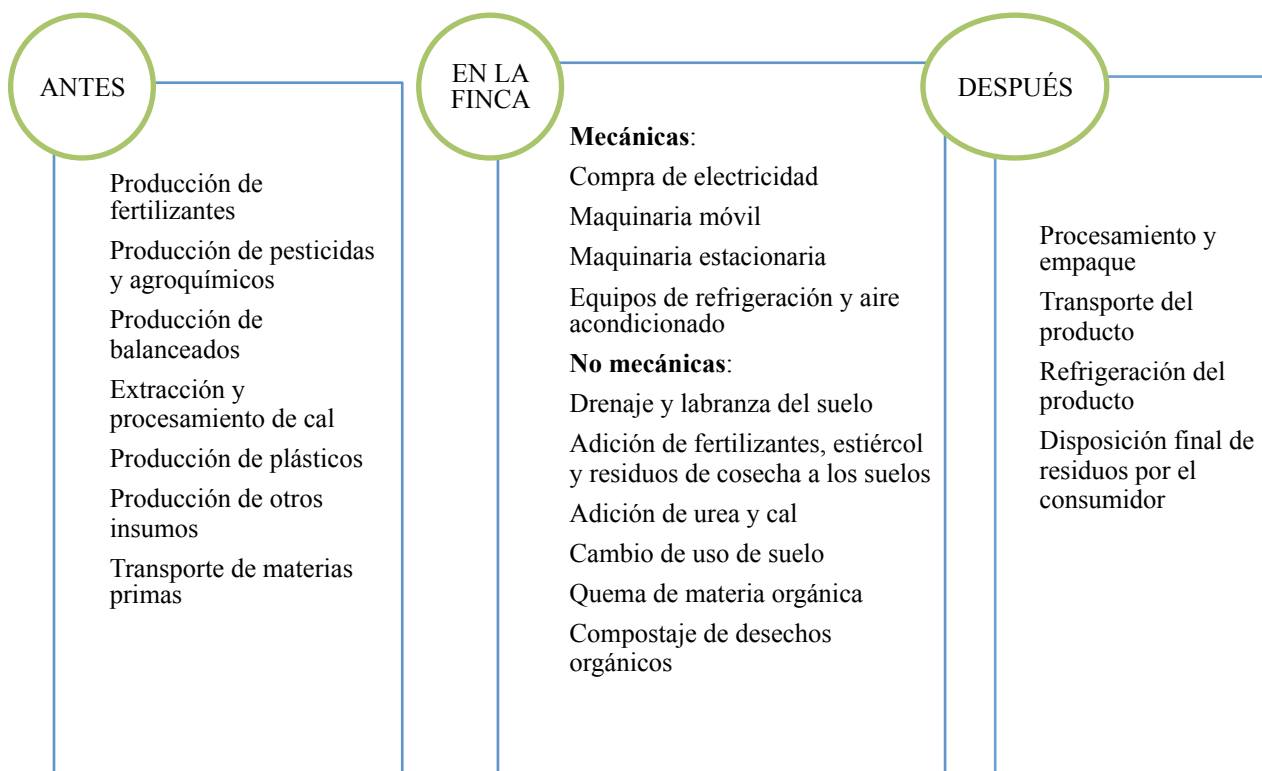 ANTES
Producción de
fertilizantes
Producción de pesticidas
y agroquímicos
Producción de
balanceados
Extracción y
procesamiento de cal
Producción de plásticos
Producción de otros
insumos
Transporte de materias
primas
EN LA
FINCA
Mecánicas:
Compra de electricidad
Maquinaria móvil
Maquinaria estacionaria
Equipos de refrigeración y aire
acondicionado
No mecánicas:
Drenaje y labranza del suelo
Adición de fertilizantes, estiércol
y residuos de cosecha a los suelos
Adición de urea y cal
Cambio de uso de suelo
Quema de materia orgánica
Compostaje de desechos
orgánicos
DESPUÉS
Procesamiento y
empaque
Transporte del
producto
Refrigeración del
producto
Disposición final de
residuos por el
consumidor